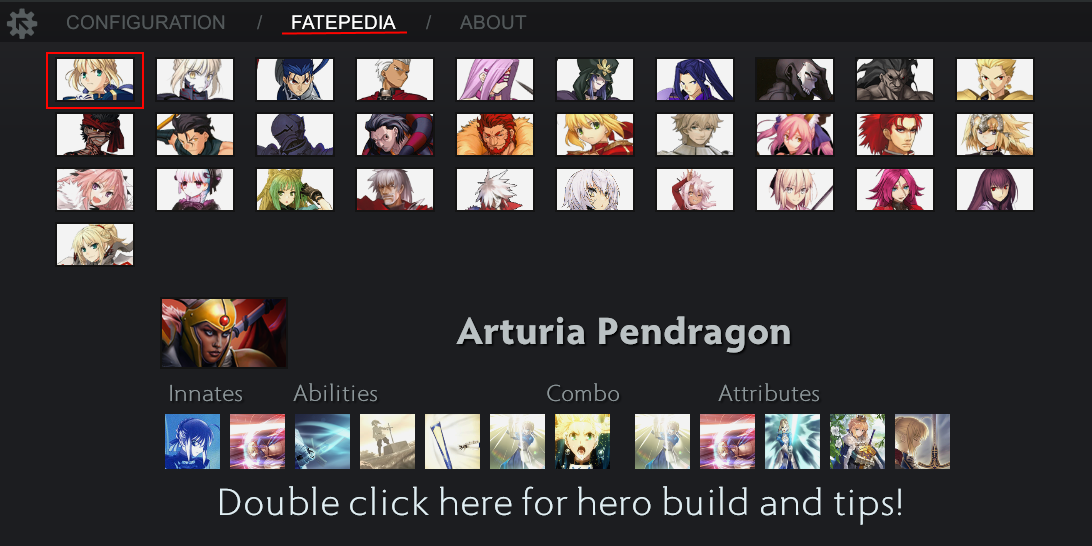 CONFIGURATION / FATEPEDIA / ABOUT
Arturia Pendragon
Innates Abilities Combo Attributes
Double click here for hero build and tips!